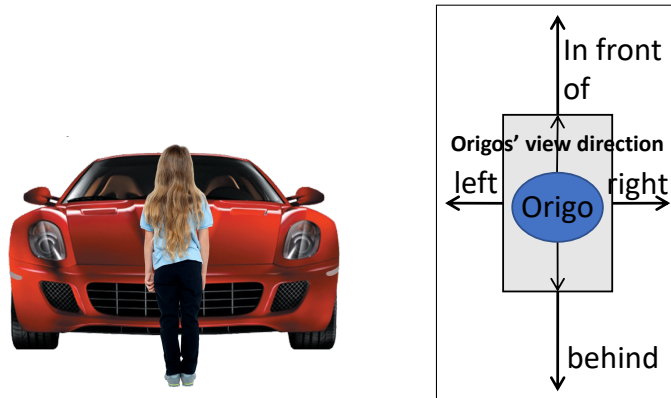 In front
of
Origos' view direction
left
right
Origo
behind